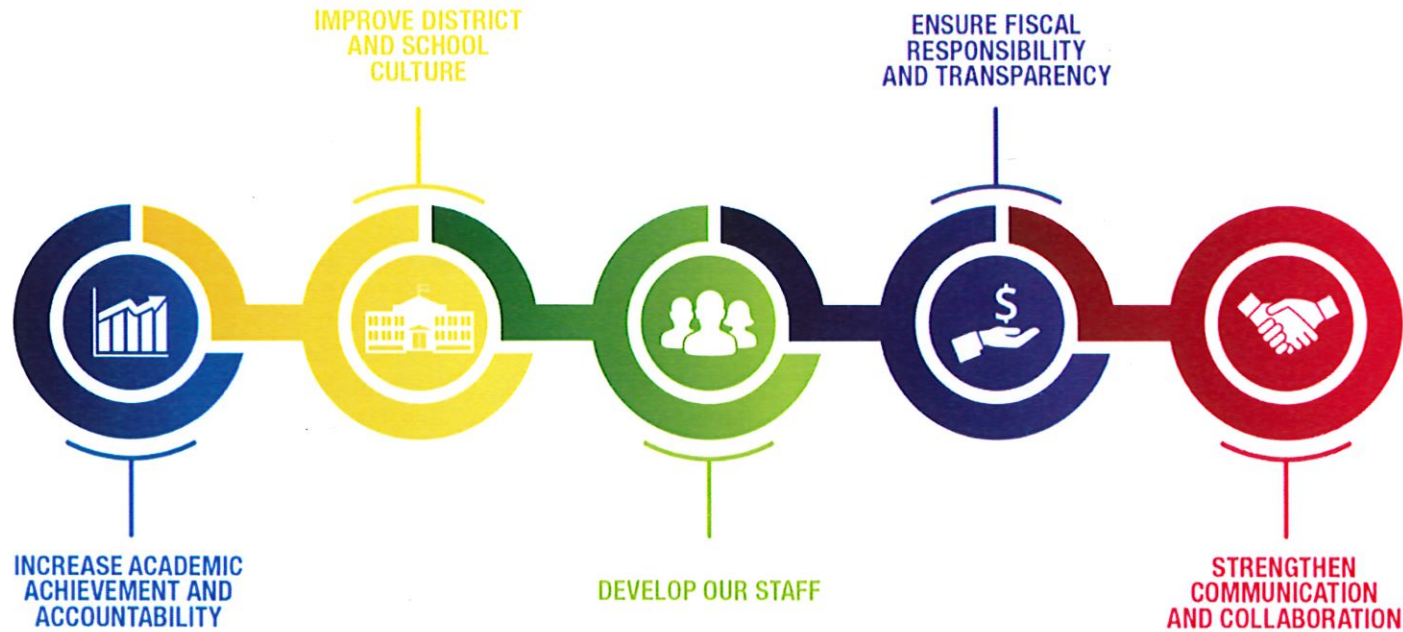 IMPROVE DISTRICT
AND SCHOOL
CULTURE
ENSURE FISCAL
RESPONSIBILITY
AND TRANSPARENCY
$
INCREASE ACADEMIC
ACHIEVEMENT AND
ACCOUNTABILITY
DEVELOP OUR STAFF
STRENGTHEN
COMMUNICATION
AND COLLABORATION